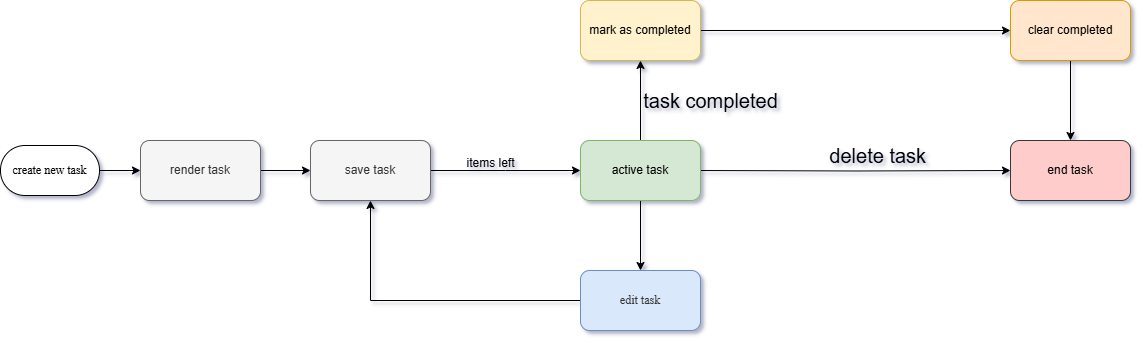 mark as completed
clear completed
task completed
create new task
render task
save task
items left
active task
delete task
end task
edit task